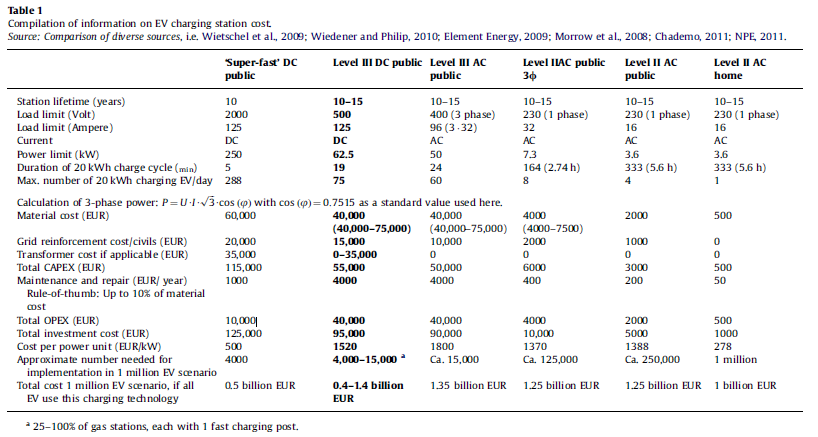 Table 1
Compilation of information on EV charging station cost.
Source: Comparison of diverse sources, i.e. Wietschel et al., 2009; Wiedener and Philip, 2010; Element Energy, 2009; Morrow et al., 2008; Chademo, 2011; NPE, 2011.
'Super-fast' DC public Level III DC public Level III AC public Level IIAC public 3ϕ Level II AC public Level II AC home
Station lifetime (years) 10 10–15 10–15 10–15 10–15 10–15
Load limit (Volt) 2000 500 400 (3 phase) 230 (1 phase) 230 (1 phase) 230 (1 phase)
Load limit (Ampere) 125 125 96 (3·32) 32 16 16
Current DC DC AC AC AC AC
Power limit (kW) 250 62.5 50 7.3 3.6 3.6
Duration of 20 kWh charge cycle (min) 5 19 24 164 (2.74 h) 333 (5.6 h) 333 (5.6 h)
Max. number of 20 kWh charging EV/day 288 75 60 8 4 1
Calculation of 3-phase power: P=U·I·√3·cos (φ) with cos (φ)=0.7515 as a standard value used here.
Material cost (EUR) 60,000 40,000 40,000 4000 2000 500
(40,000–75,000) (40,000–75,000) (4000–7500)
Grid reinforcement cost/civils (EUR) 20,000 15,000 10,000 2000 1000 0
Transformer cost if applicable (EUR) 35,000 0–35,000 0 0 0 0
Total CAPEX (EUR) 115,000 55,000 50,000 6000 3000 500
Maintenance and repair (EUR/ year) 1000 4000 4000 400 200 50
Rule-of-thumb: Up to 10% of material
cost
Total OPEX (EUR) 10,000 40,000 40,000 4000 2000 500
Total investment cost (EUR) 125,000 95,000 90,000 10,000 5000 1000
Cost per power unit (EUR/kW) 500 1520 1800 1370 1388 278
Approximate number needed for 4000 4,000–15,000 a Ca. 15,000 Ca. 125,000 Ca. 250,000 1 million
implementation in 1 million EV scenario
Total cost 1 million EV scenario, if all 0.5 billion EUR 0.4–1.4 billion 1.35 billion EUR 1.25 billion EUR 1.25 billion EUR 1 billion EUR
EV use this charging technology EUR
a 25–100% of gas stations, each with 1 fast charging post.